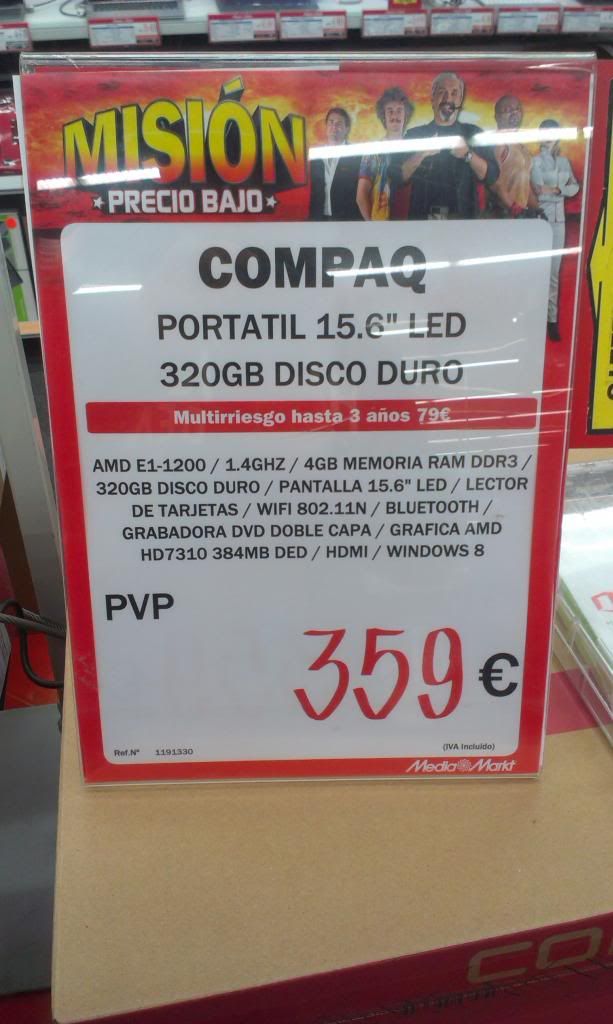 MISIÓN
PRECIO BAJO
COMPAQ
PORTATIL 15.6" LED
320GB DISCO DURO
Multirriesgo hasta 3 años 79€
AMD E1-1200 / 1.4GHZ / 4GB MEMORIA RAM DDR3 /
320GB DISCO DURO / PANTALLA 15.6" LED / LECTOR
DE TARJETAS / WIFI 802.11N / BLUETOOTH /
GRABADORA DVD DOBLE CAPA / GRAFICA AMD
HD7310 384MB DED / HDMI / WINDOWS 8
PVP
359 €
Ref.Nº 1191330
(IVA Incluido)
Media Markt
CO